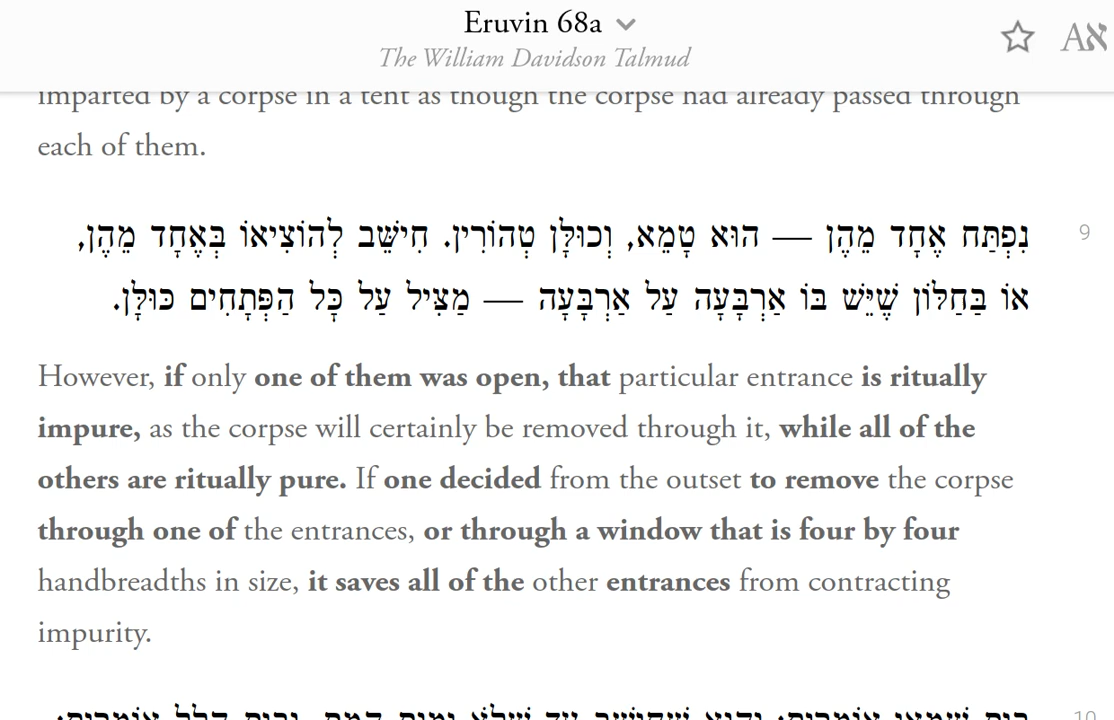 Eruvin 68a
The William Davidson Talmud
Aא
imparted by a corpse in a tent as though the corpse had already passed through
each of them.
9
נִפְתַּח אֶחָד מֵהֶן — הוּא טָמֵא, וְכוּלָּן טְהוֹרִין. חִישֵּׁב לְהוֹצִיאוֹ בְּאֶחָד מֵהֶן,
אוֹ בַּחַלּוֹן שֶׁיֵּשׁ בּוֹ אַרְבָּעָה עַל אַרְבָּעָה — מַצִּיל עַל כׇּל הַפְּתָחִים כּוּלָּן.
However, if only one of them was open, that particular entrance is ritually
impure, as the corpse will certainly be removed through it, while all of the
others are ritually pure. If one decided from the outset to remove the corpse
through one of the entrances, or through a window that is four by four
handbreadths in size, it saves all of the other entrances from contracting
impurity.
10